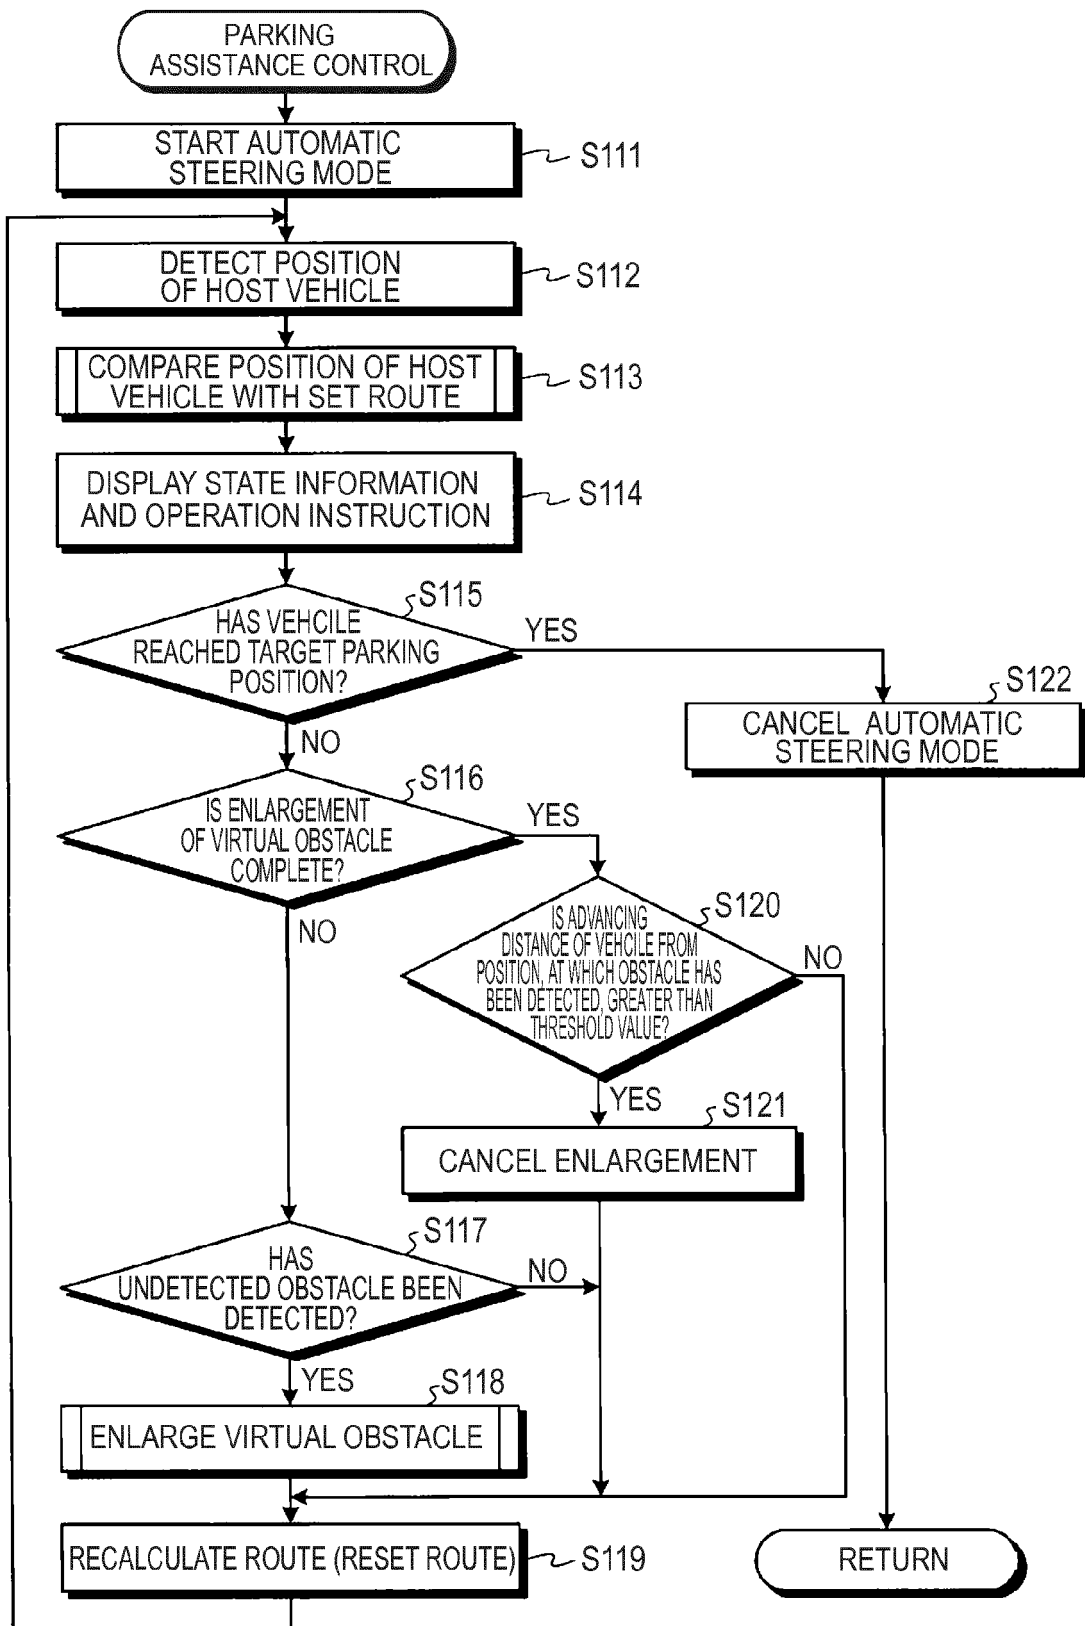 PARKING
ASSISTANCE CONTROL
START AUTOMATIC
STEERING MODE
S111
DETECT POSITION
OF HOST VEHICLE
S112
COMPARE POSITION OF HOST
VEHICLE WITH SET ROUTE
S113
DISPLAY STATE INFORMATION
AND OPERATION INSTRUCTION
S114
S115
HAS VEHCILE
REACHED TARGET PARKING
POSITION?
YES
NO
S122
CANCEL AUTOMATIC
STEERING MODE
S116
IS ENLARGEMENT
OF VIRTUAL OBSTACLE
COMPLETE?
YES
NO
S120
IS ADVANCING
DISTANCE OF VEHCILE FROM
POSITION, AT WHICH OBSTACLE HAS
BEEN DETECTED, GREATER THAN
THRESHOLD VALUE?
NO
YES
S121
CANCEL ENLARGEMENT
S117
HAS
UNDETECTED OBSTACLE BEEN
DETECTED?
NO
YES
S118
ENLARGE VIRTUAL OBSTACLE
RECALCULATE ROUTE (RESET ROUTE)
S119
RETURN